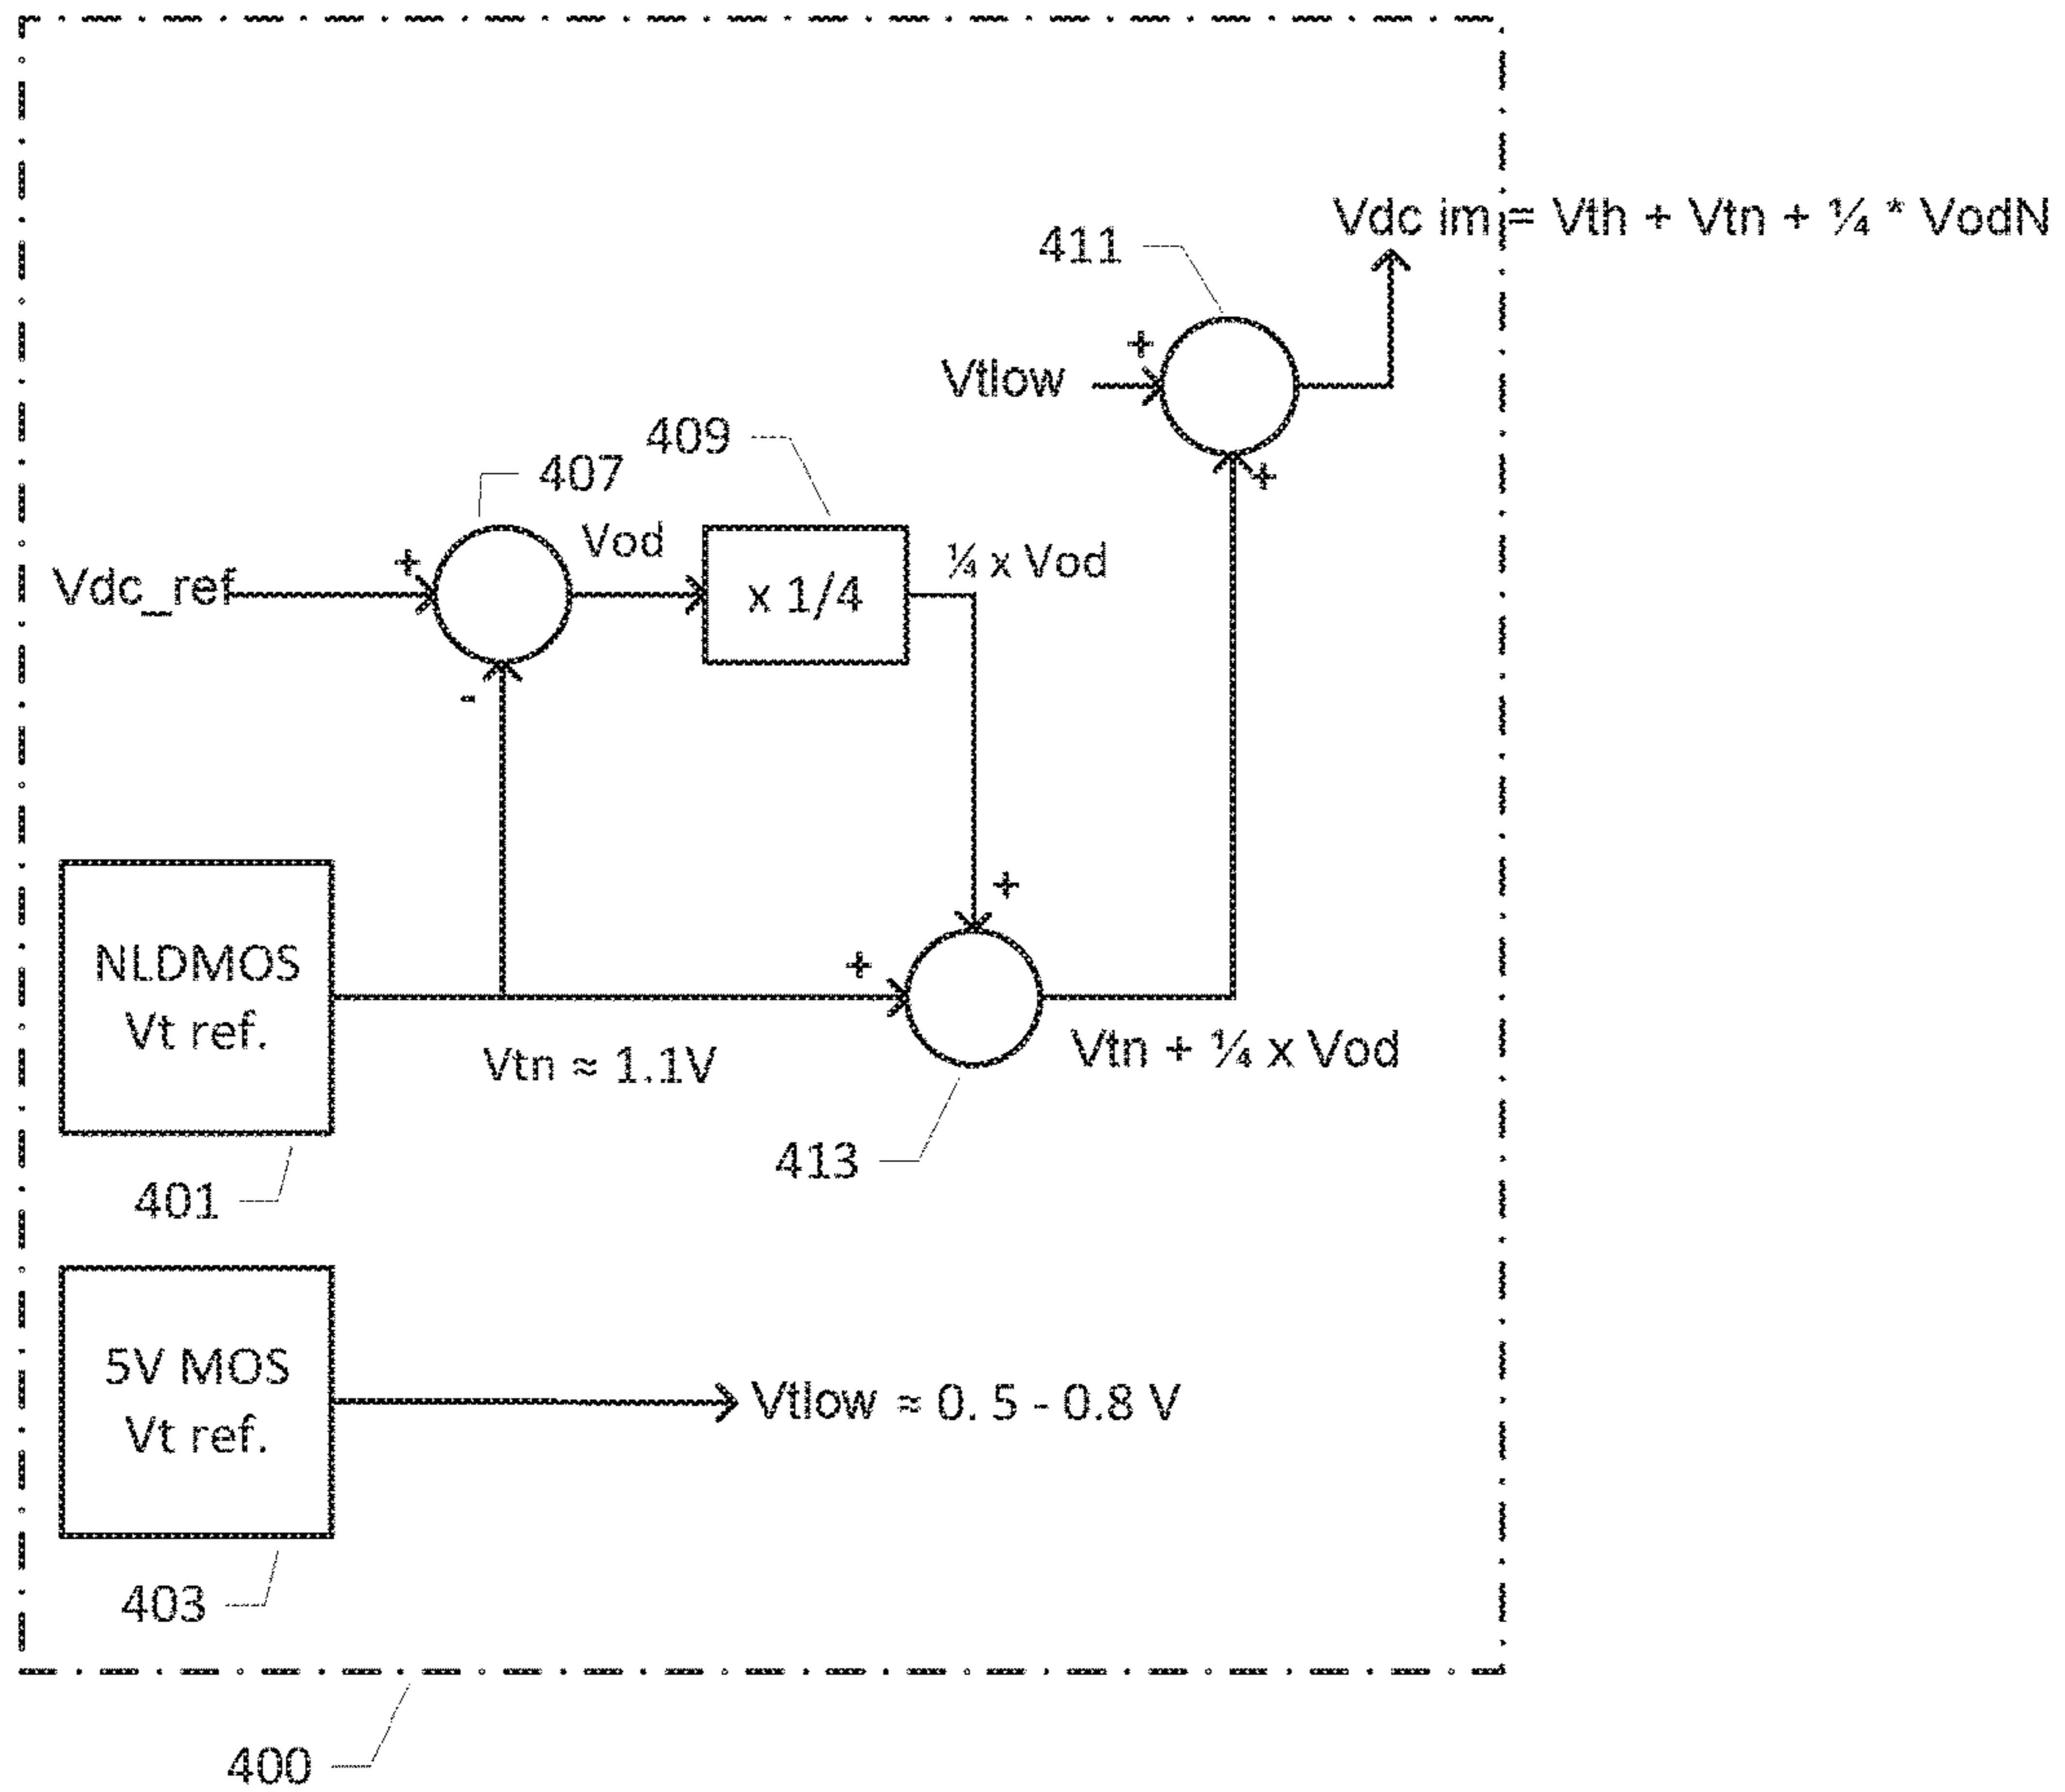 Vdc im = Vth + Vtn + ¼ * VodN
411
+
Vtlow
+
409
407
Vod
¼ x Vod
+
Vdc_ref
x 1/4
-
+
NLDMOS
Vt ref.
+
Vtn ≈ 1.1V
Vtn + ¼ x Vod
413
401
5V MOS
Vt ref.
Vtlow ≈ 0. 5 - 0.8 V
403
400